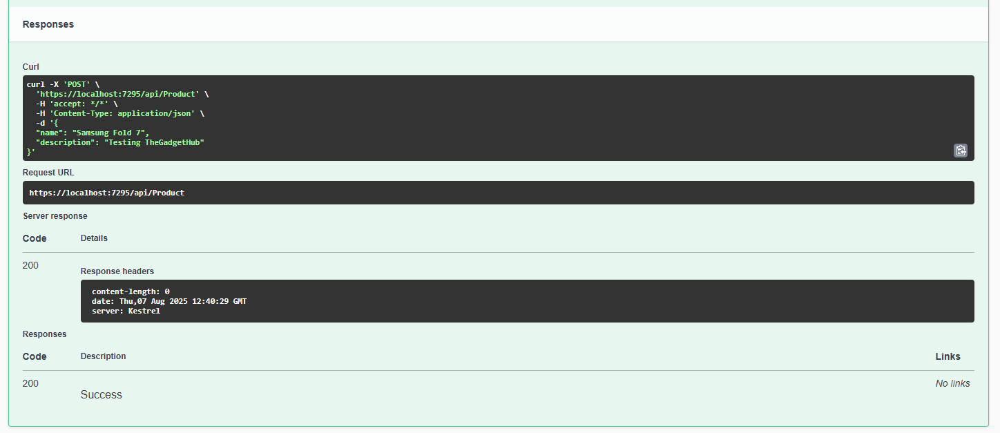 Responses
Curl
curl -X 'POST' \
  'https://localhost:7295/api/Product' \
  -H 'accept: */*' \
  -H 'Content-Type: application/json' \
  -d '{
  "name": "Samsung Fold 7",
  "description": "Testing TheGadgetHub"
}'
Request URL
https://localhost:7295/api/Product
Server response
Code Details
200
Response headers
content-length: 0
date: Thu,07 Aug 2025 12:40:29 GMT
server: Kestrel
Responses
Code Description Links
200 No links
Success